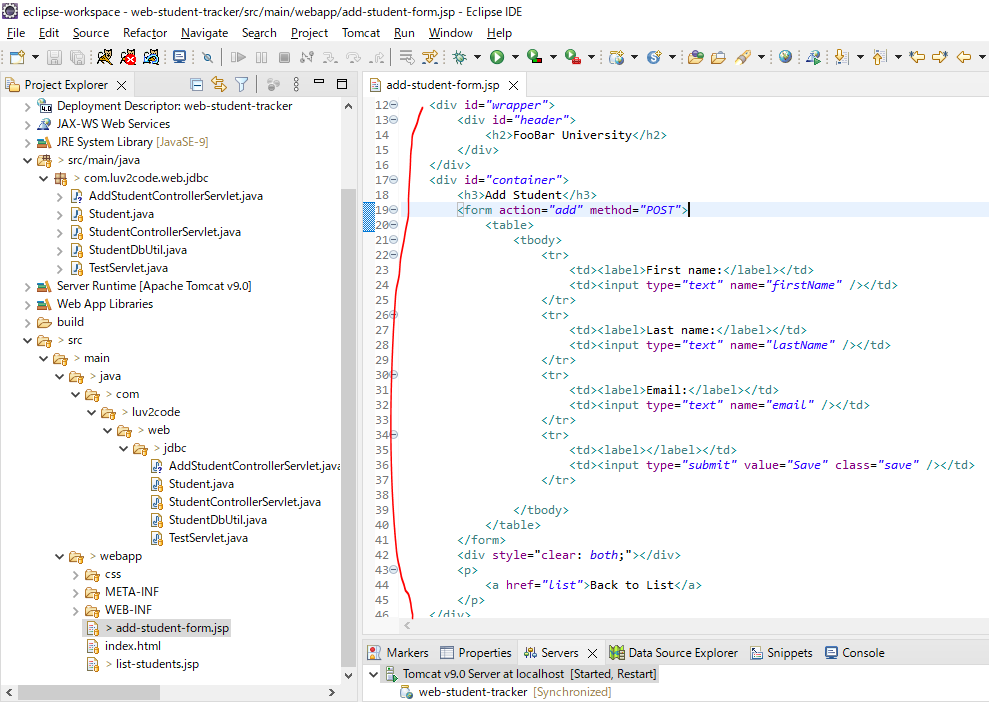 eclipse-workspace - web-student-tracker/src/main/webapp/add-student-form.jsp - Eclipse IDE
File Edit Source Refactor Navigate Search Project Tomcat Run Window Help
Project Explorer
Deployment Descriptor: web-student-tracker
JAX-WS Web Services
JRE System Library [JavaSE-9]
> src/main/java
> com.luv2code.web.jdbc
AddStudentControllerServlet.java
Student.java
StudentControllerServlet.java
StudentDbUtil.java
TestServlet.java
Server Runtime [Apache Tomcat v9.0]
Web App Libraries
build
> src
> main
> java
> com
> luv2code
> web
> jdbc
AddStudentControllerServlet.java
Student.java
StudentControllerServlet.java
StudentDbUtil.java
TestServlet.java
> webapp
css
META-INF
WEB-INF
> add-student-form.jsp
index.html
> list-students.jsp
add-student-form.jsp
12 <div id="wrapper">
13 <div id="header">
14 <h2>FooBar University</h2>
15 </div>
16 </div>
17 <div id="container">
18 <h3>Add Student</h3>
19 <form action="add" method="POST">
20 <table>
21 <tbody>
22 <tr>
23 <td><label>First name:</label></td>
24 <td><input type="text" name="firstName" /></td>
25 </tr>
26 <tr>
27 <td><label>Last name:</label></td>
28 <td><input type="text" name="lastName" /></td>
29 </tr>
30 <tr>
31 <td><label>Email:</label></td>
32 <td><input type="text" name="email" /></td>
33 </tr>
34 <tr>
35 <td><label></label></td>
36 <td><input type="submit" value="Save" class="save" /></td>
37 </tr>
38
39 </tbody>
40 </table>
41 </form>
42 <div style="clear: both;"></div>
43 <p>
44 <a href="list">Back to List</a>
45 </p>
46 </div>
Markers Properties Servers Data Source Explorer Snippets Console
Tomcat v9.0 Server at localhost [Started, Restart]
web-student-tracker [Synchronized]